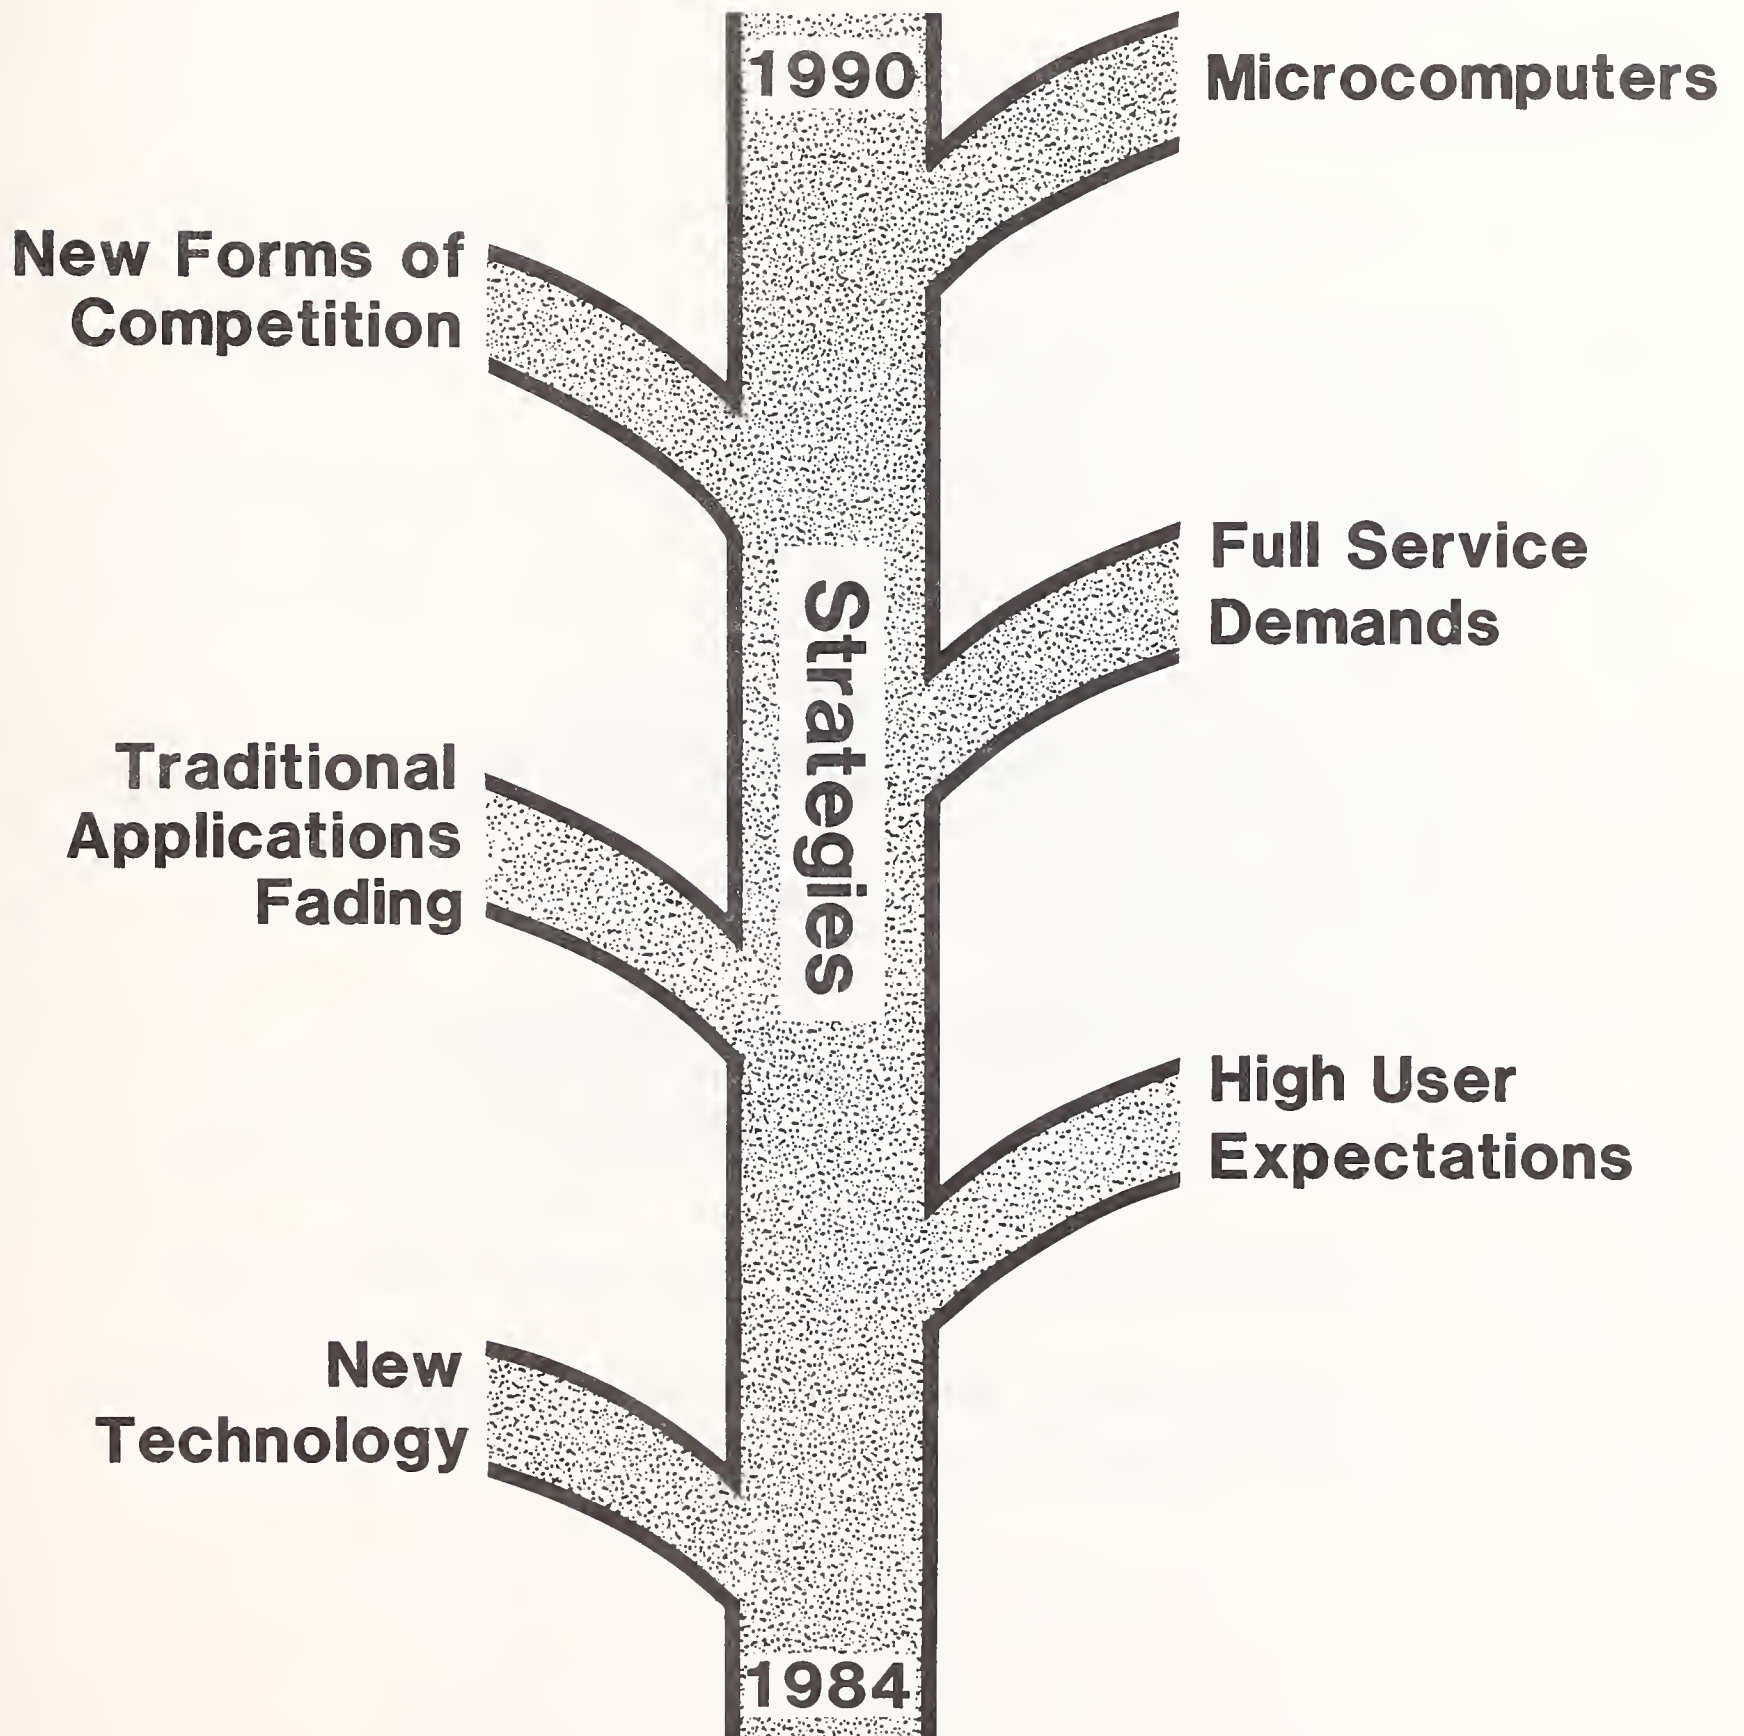 1990
Microcomputers
New Forms of
Competition
Full Service
Demands
Strategies
Traditional
Applications
Fading
High User
Expectations
New
Technology
1984